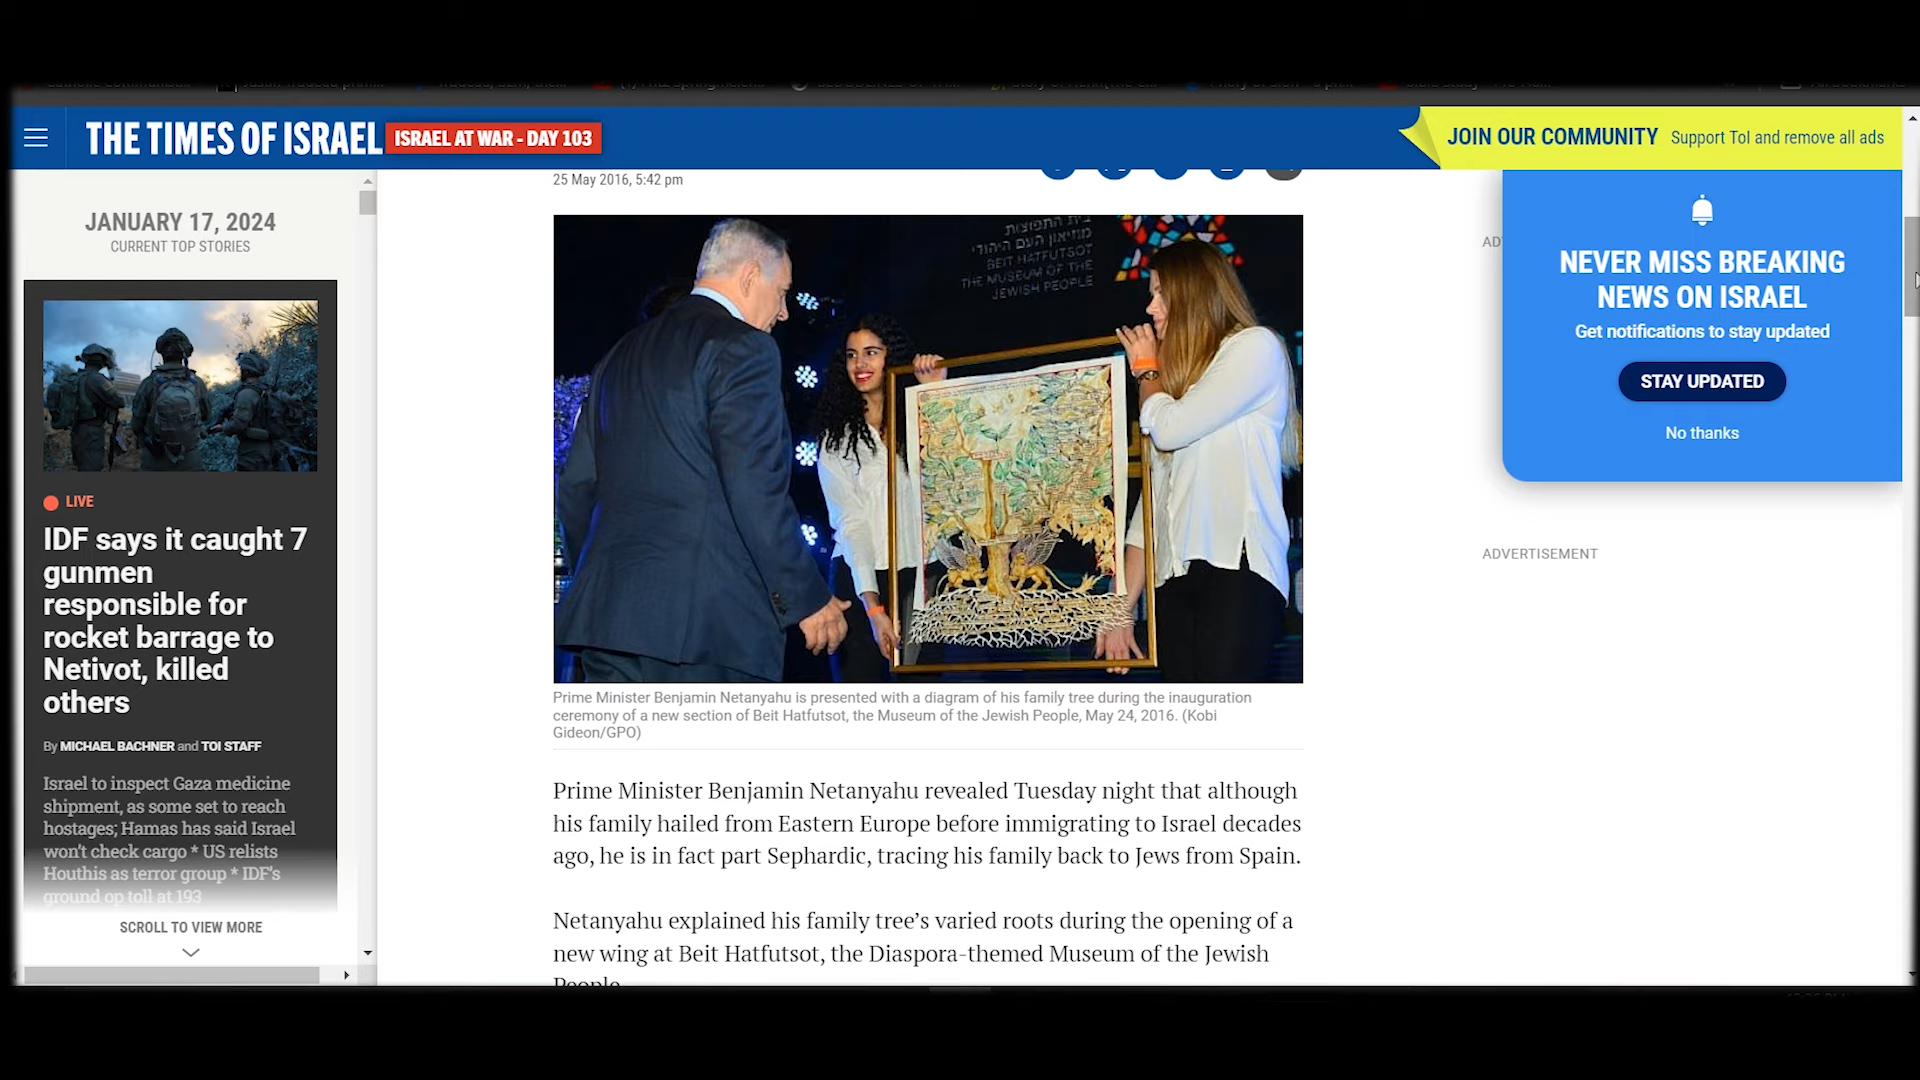 THE TIMES OF ISRAEL
ISRAEL AT WAR - DAY 103
JOIN OUR COMMUNITY Support ToI and remove all ads
JANUARY 17, 2024
CURRENT TOP STORIES
LIVE
IDF says it caught 7
gunmen
responsible for
rocket barrage to
Netivot, killed
others
By MICHAEL BACHNER and TOI STAFF
Israel to inspect Gaza medicine
shipment, as some set to reach
hostages; Hamas has said Israel
won't check cargo * US relists
Houthis as terror group * IDF's
ground op toll at 193
SCROLL TO VIEW MORE
25 May 2016, 5:42 pm
בית התפוצות
מוזיאון העם היהודי
BEIT HATFUTSOT
THE MUSEUM OF THE
JEWISH PEOPLE
Prime Minister Benjamin Netanyahu is presented with a diagram of his family tree during the inauguration
ceremony of a new section of Beit Hatfutsot, the Museum of the Jewish People, May 24, 2016. (Kobi
Gideon/GPO)
Prime Minister Benjamin Netanyahu revealed Tuesday night that although
his family hailed from Eastern Europe before immigrating to Israel decades
ago, he is in fact part Sephardic, tracing his family back to Jews from Spain.
Netanyahu explained his family tree's varied roots during the opening of a
new wing at Beit Hatfutsot, the Diaspora-themed Museum of the Jewish
People
AD
NEVER MISS BREAKING
NEWS ON ISRAEL
Get notifications to stay updated
STAY UPDATED
No thanks
ADVERTISEMENT